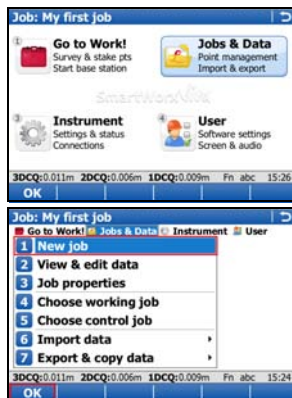 Job: My first job
1
Go to Work!
Survey & stake pts
Start base station
Jobs & Data
Point management
Import & export
SmartWorx Viva
3
Instrument
Settings & status
Connections
4
User
Software settings
Screen & audio
3DCQ:0.011m 2DCQ:0.006m 1DCQ:0.009m Fn abc 15:26
OK
Job: My first job
Go to Work! Jobs & Data Instrument User
1 New job
2 View & edit data
3 Job properties
4 Choose working job
5 Choose control job
6 Import data
7 Export & copy data
3DCQ:0.011m 2DCQ:0.006m 1DCQ:0.009m Fn abc 15:24
OK